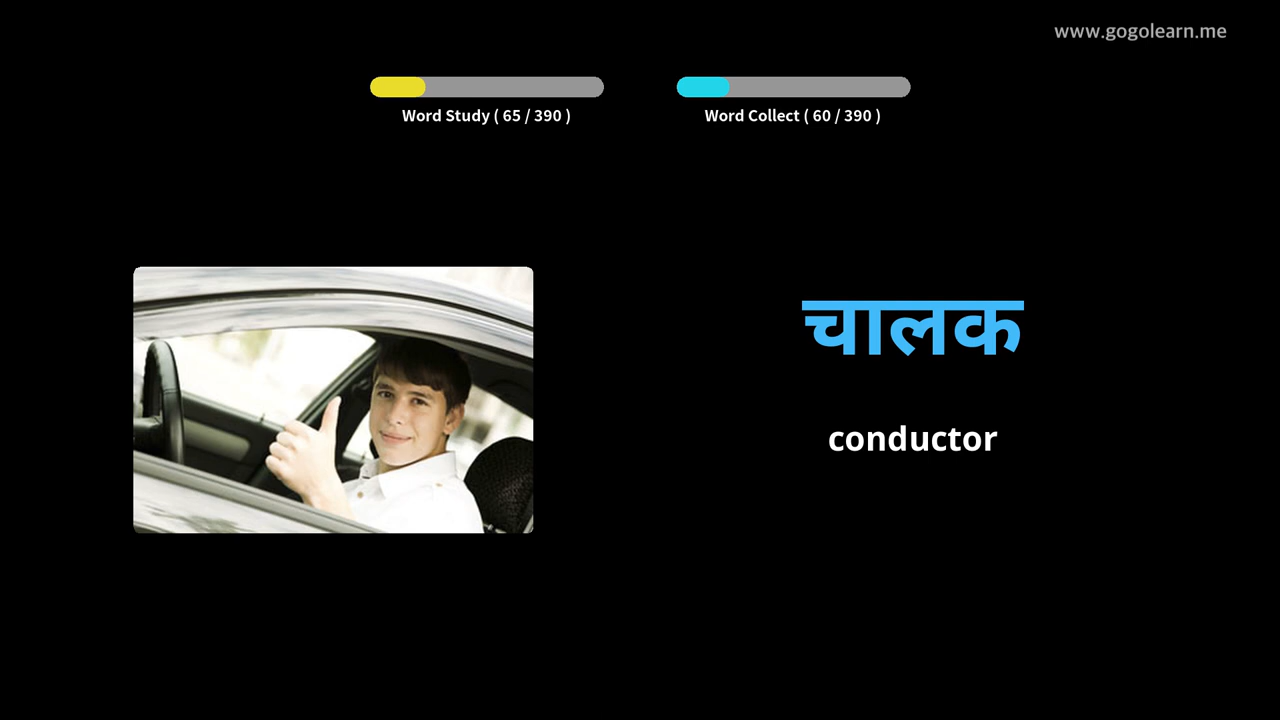 www.gogolearn.me
Word Study ( 65 / 390 )
Word Collect ( 60 / 390 )
चालक
conductor